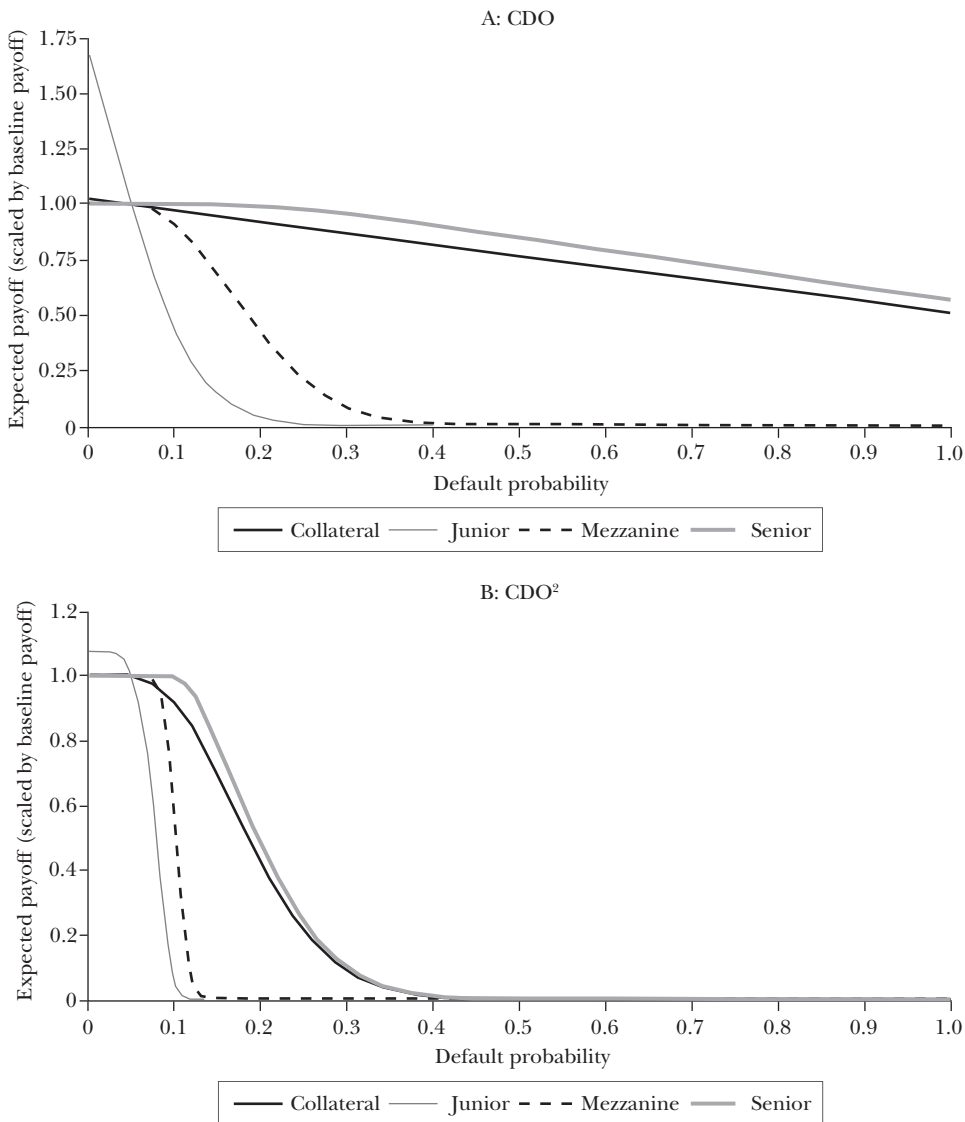 A: CDO
Expected payoff (scaled by baseline payoff)
1.75
1.50
1.25
1.00
0.75
0.50
0.25
0
0 0.1 0.2 0.3 0.4 0.5 0.6 0.7 0.8 0.9 1.0
Default probability
Collateral Junior Mezzanine Senior
B: CDO²
Expected payoff (scaled by baseline payoff)
1.2
1.0
0.8
0.6
0.4
0.2
0
0 0.1 0.2 0.3 0.4 0.5 0.6 0.7 0.8 0.9 1.0
Default probability
Collateral Junior Mezzanine Senior